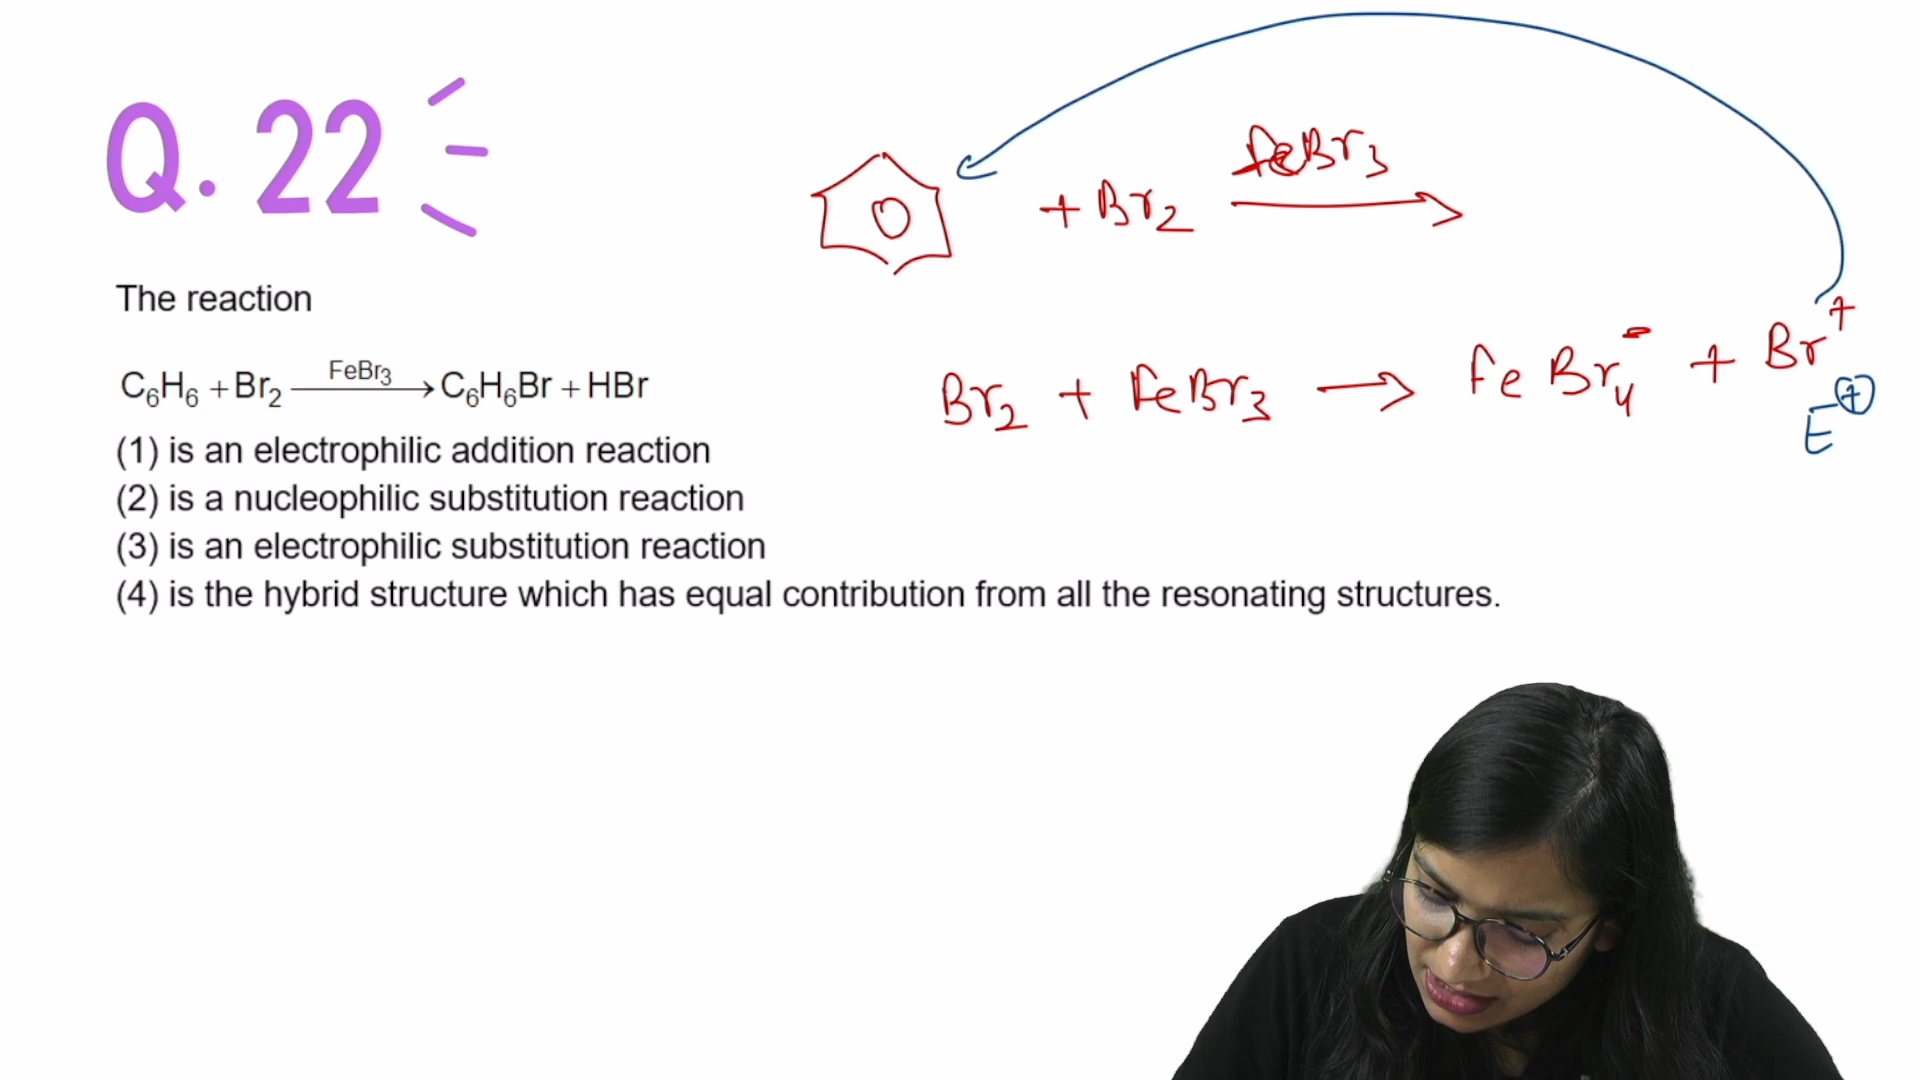 Q. 22
The reaction
C₆H₆ + Br₂ FeBr₃ → C₆H₆Br + HBr
(1) is an electrophilic addition reaction
(2) is a nucleophilic substitution reaction
(3) is an electrophilic substitution reaction
(4) is the hybrid structure which has equal contribution from all the resonating structures.
+ Br₂ FeBr₃ →
Br₂ + FeBr₃ → FeBr₄⁻ + Br⁺
E⁺